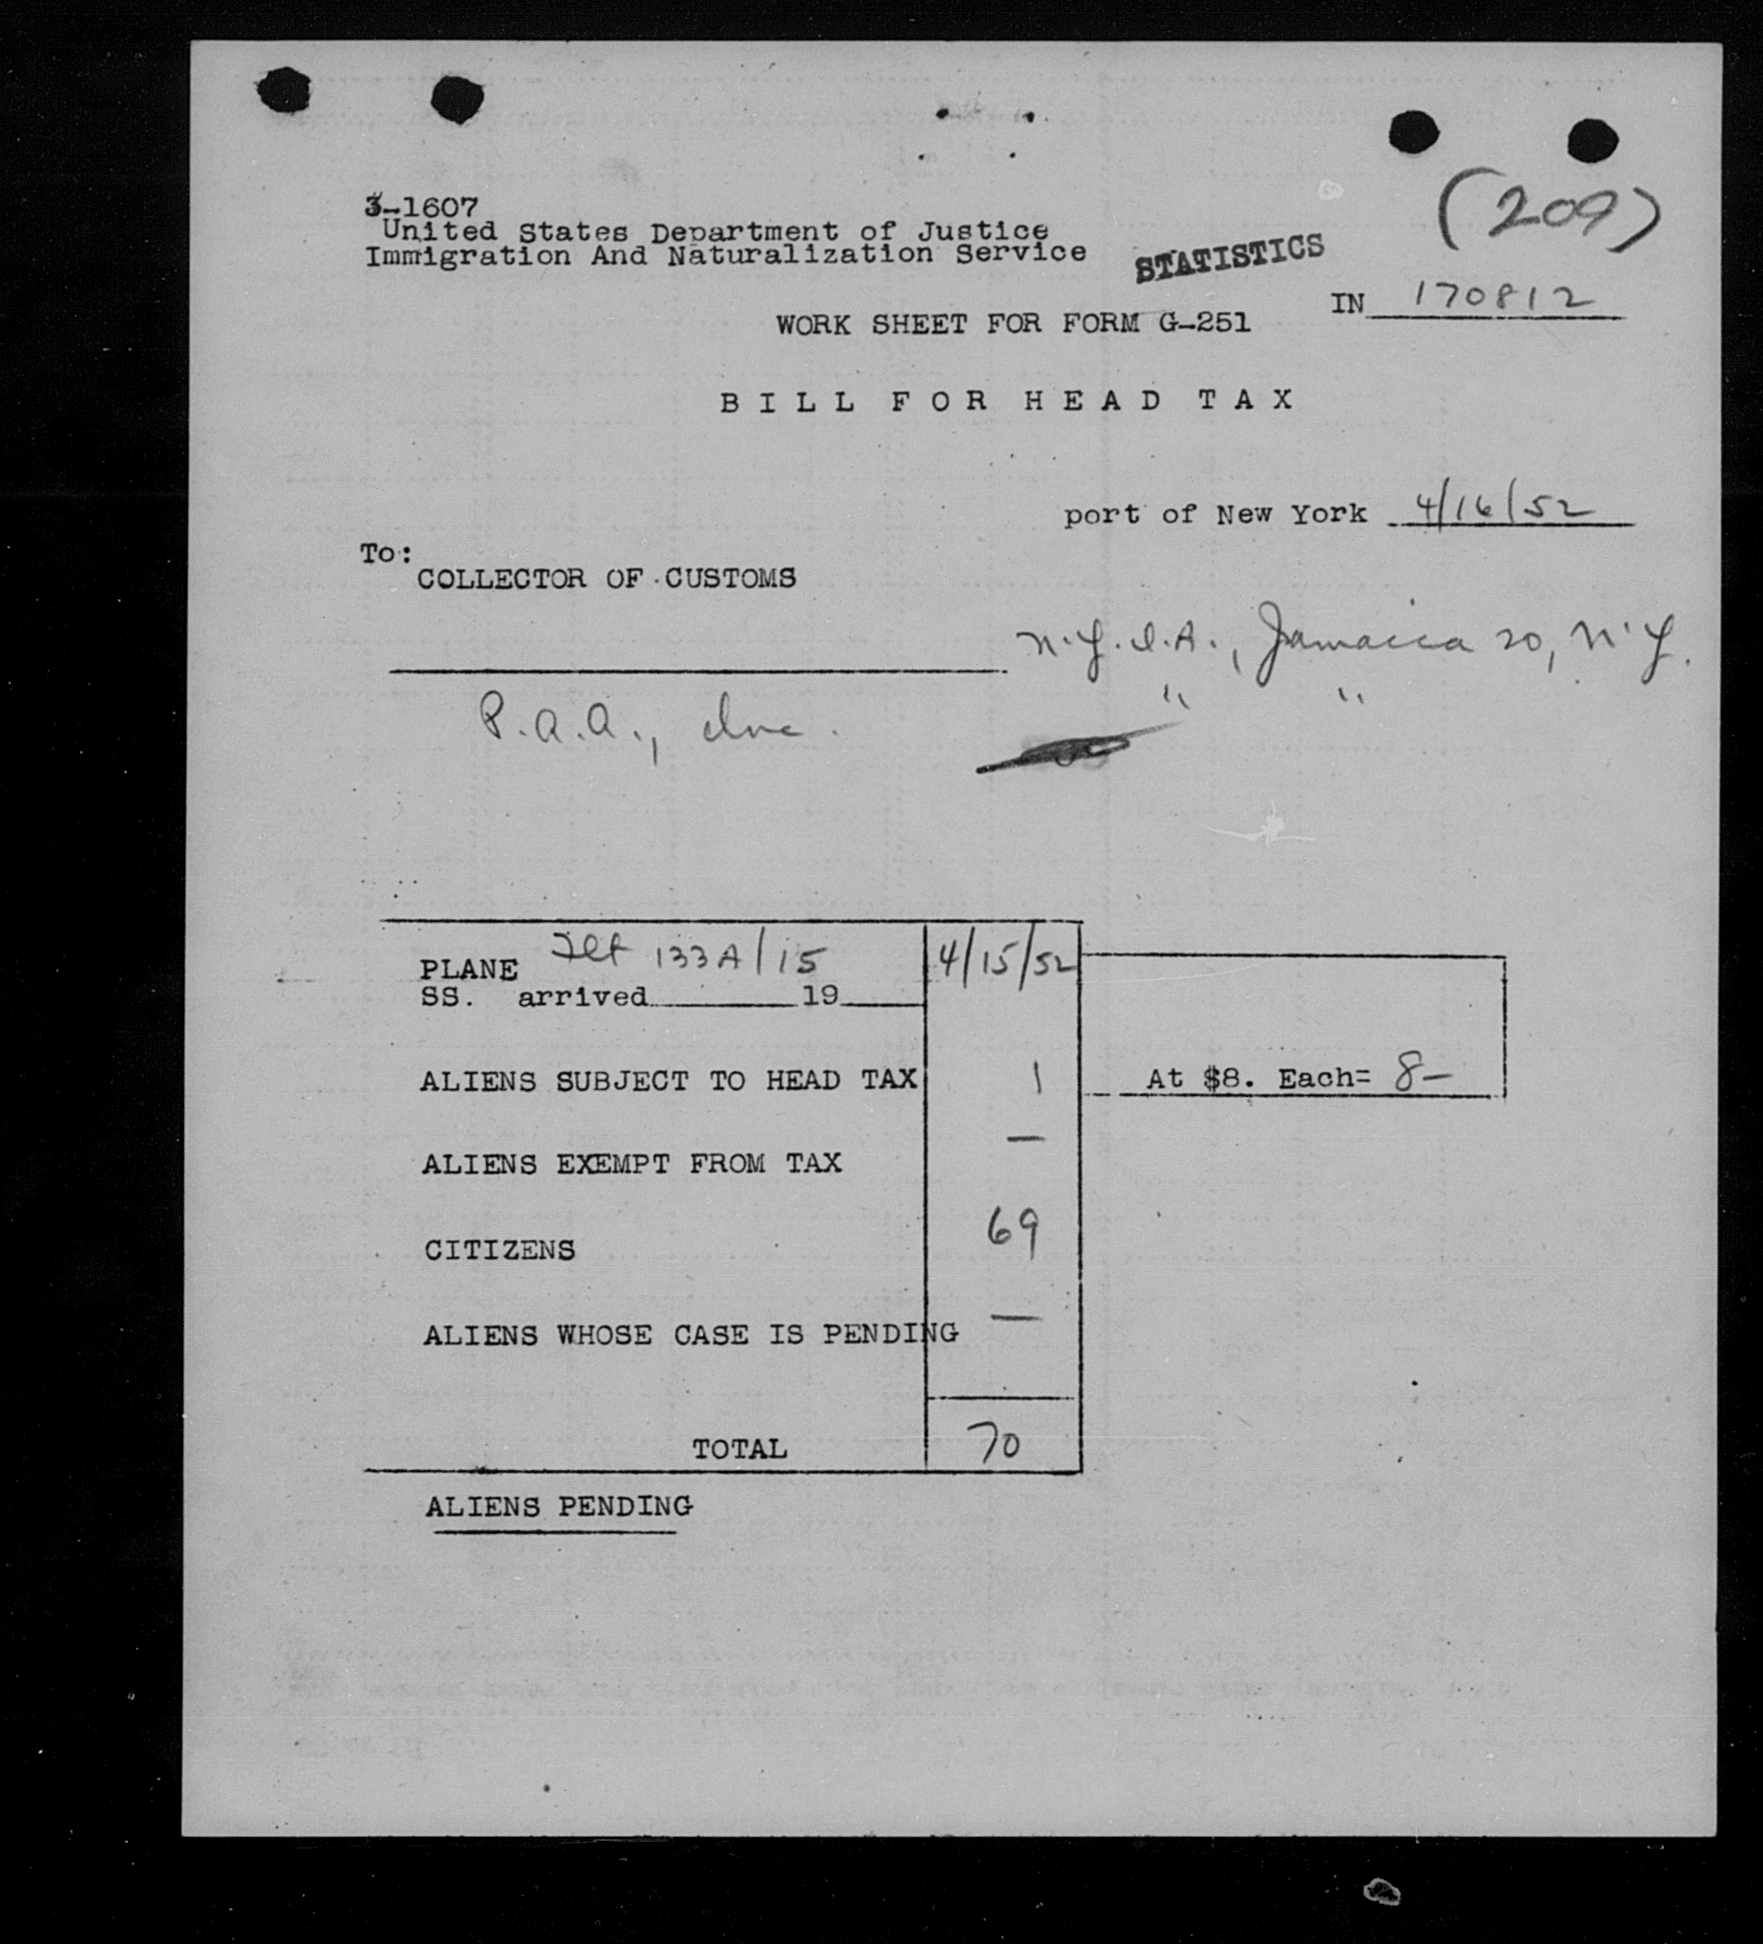 (209)
3-1607
United States Department of Justice
Immigration And Naturalization Service
STATISTICS
IN 170812
WORK SHEET FOR FORM G-251
BILL FOR HEAD TAX
port of New York 4/16/52
To:
COLLECTOR OF CUSTOMS
N.Y.I.A., Jamaica 20, N.Y.
" "
P.A.A., Inc.
PLANE Flt 133A/15 4/15/52
SS. arrived 19
ALIENS SUBJECT TO HEAD TAX 1 At $8. Each= 8—
ALIENS EXEMPT FROM TAX —
CITIZENS 69
ALIENS WHOSE CASE IS PENDING —
TOTAL 70
ALIENS PENDING